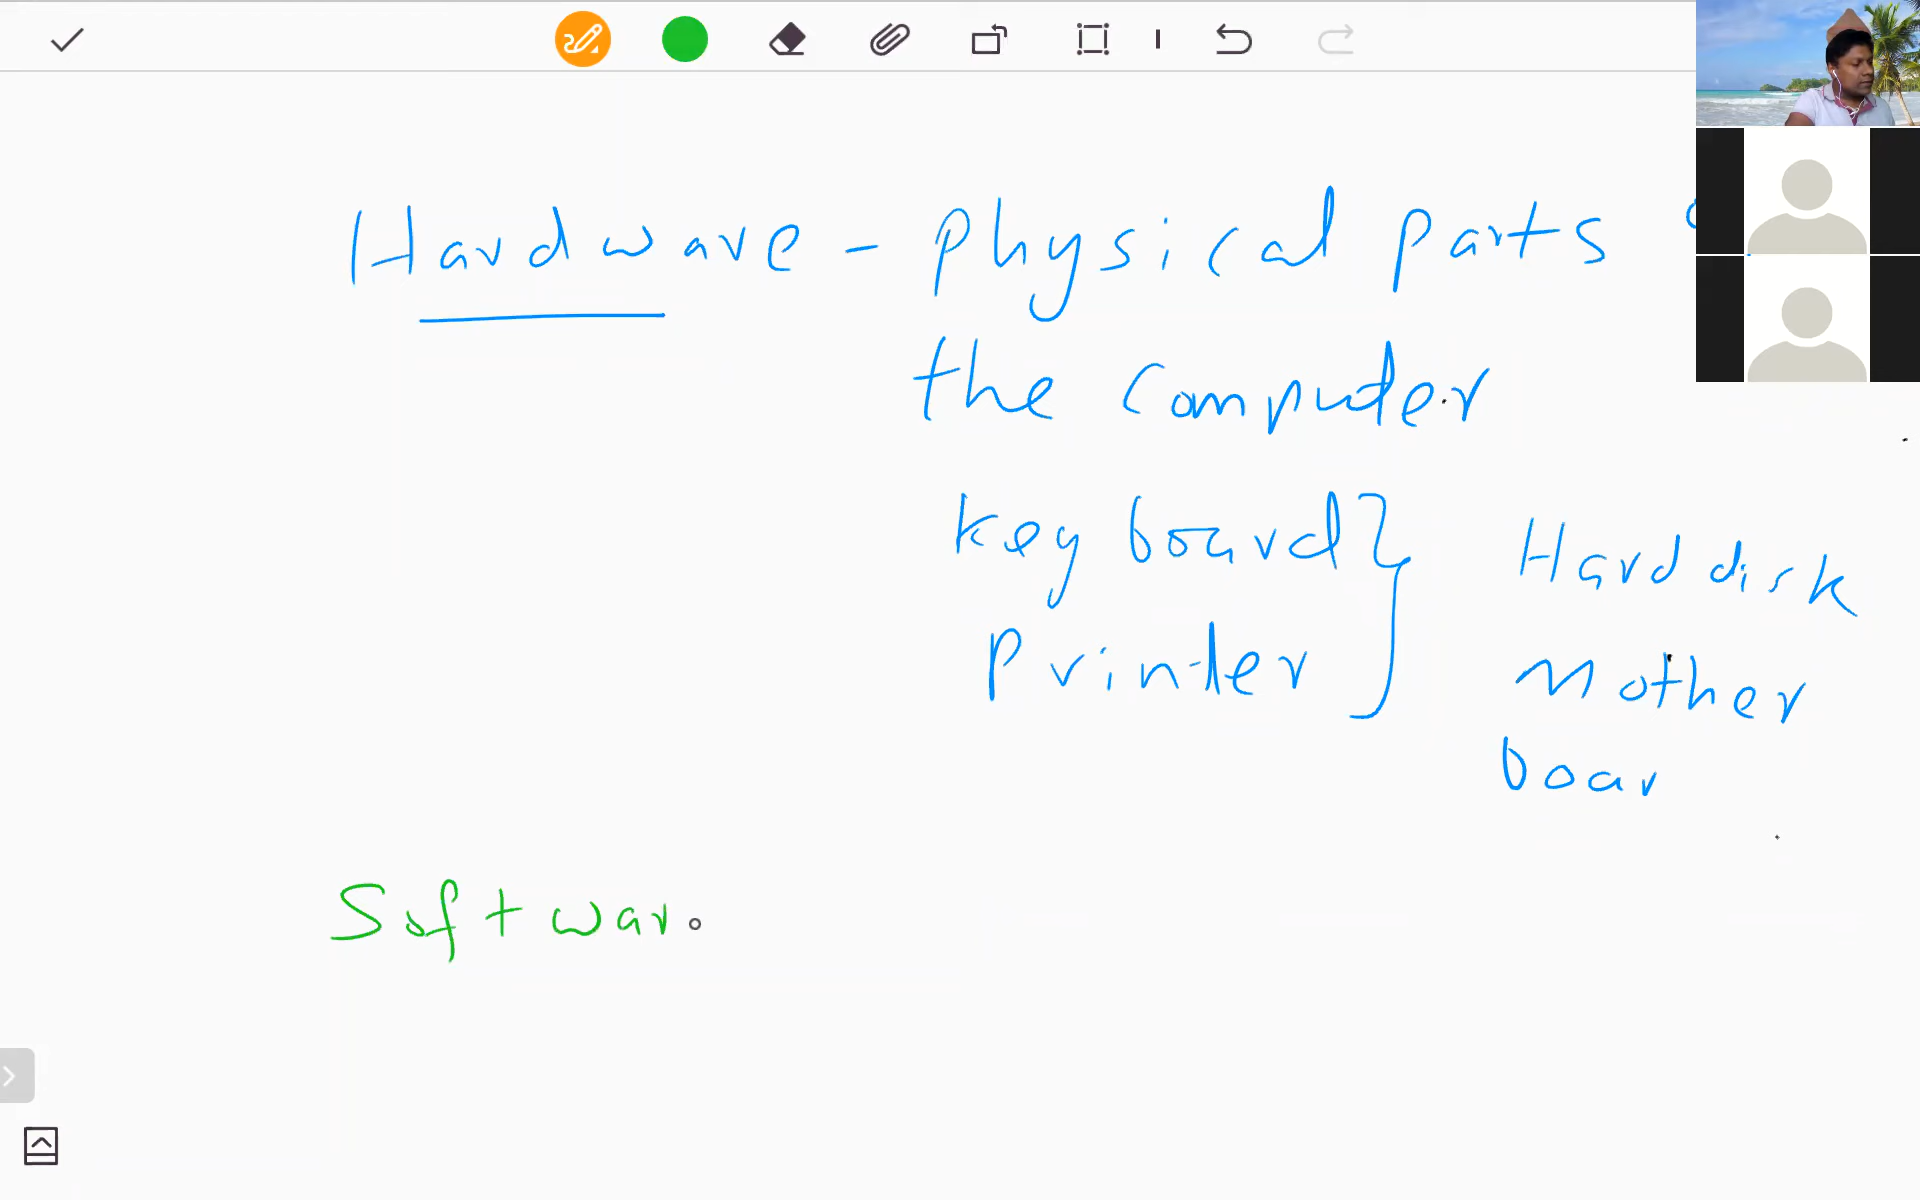 Hardware - physical parts
the computer
keyboard
printer
Hard disk
Mother
boar
Softwar